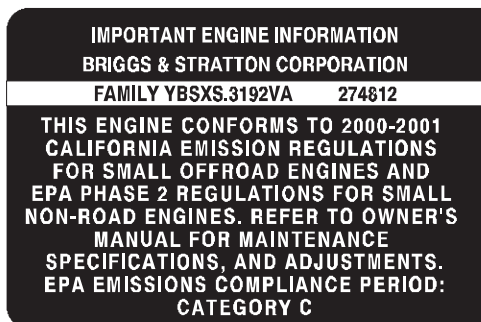 IMPORTANT ENGINE INFORMATION
BRIGGS & STRATTON CORPORATION
FAMILY YBSXS.3192VA 274812
THIS ENGINE CONFORMS TO 2000-2001
CALIFORNIA EMISSION REGULATIONS
FOR SMALL OFFROAD ENGINES AND
EPA PHASE 2 REGULATIONS FOR SMALL
NON-ROAD ENGINES. REFER TO OWNER'S
MANUAL FOR MAINTENANCE
SPECIFICATIONS, AND ADJUSTMENTS.
EPA EMISSIONS COMPLIANCE PERIOD:
CATEGORY C